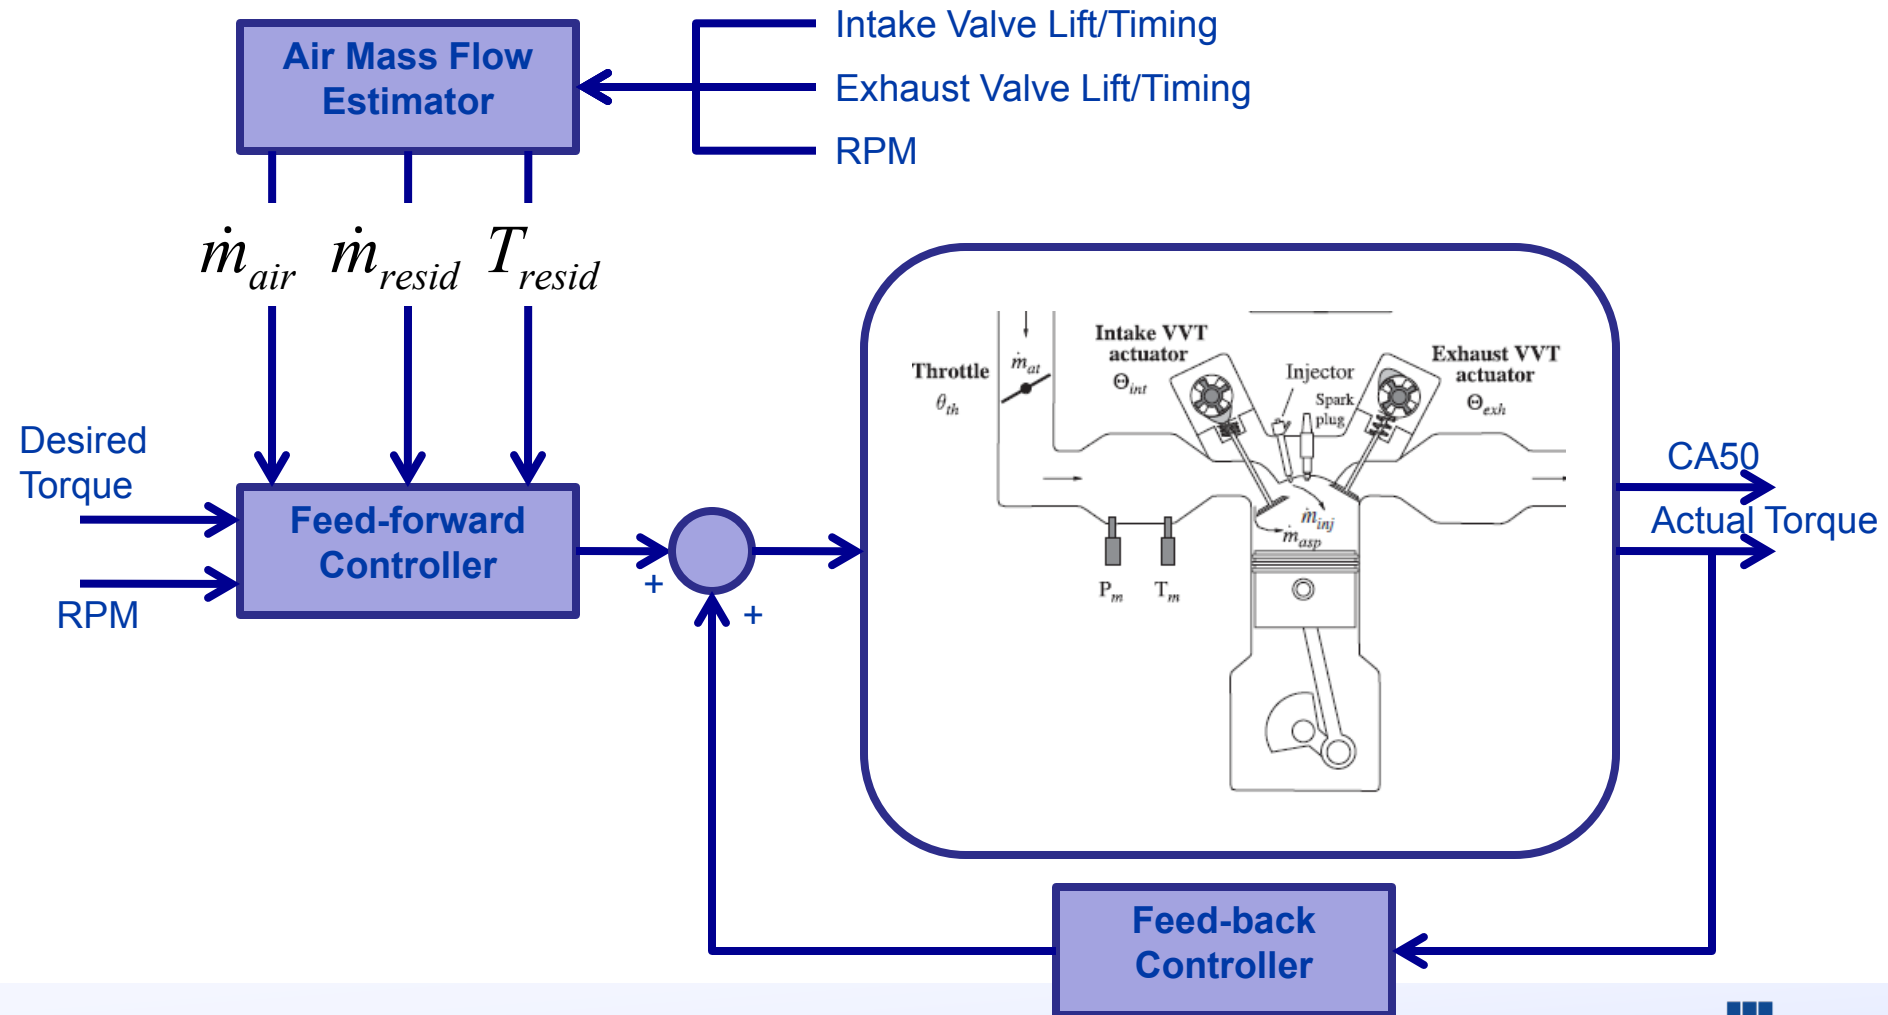 Intake Valve Lift/Timing
Air Mass Flow
Estimator
Exhaust Valve Lift/Timing
RPM
ṁair ṁresid Tresid
Desired
Torque
RPM
Feed-forward
Controller
+
+
Throttle
θth
ṁat
Intake VVT
actuator
Θint
Injector
Spark
plug
Exhaust VVT
actuator
Θexh
ṁinj
ṁasp
Pm
Tm
CA50
Actual Torque
Feed-back
Controller